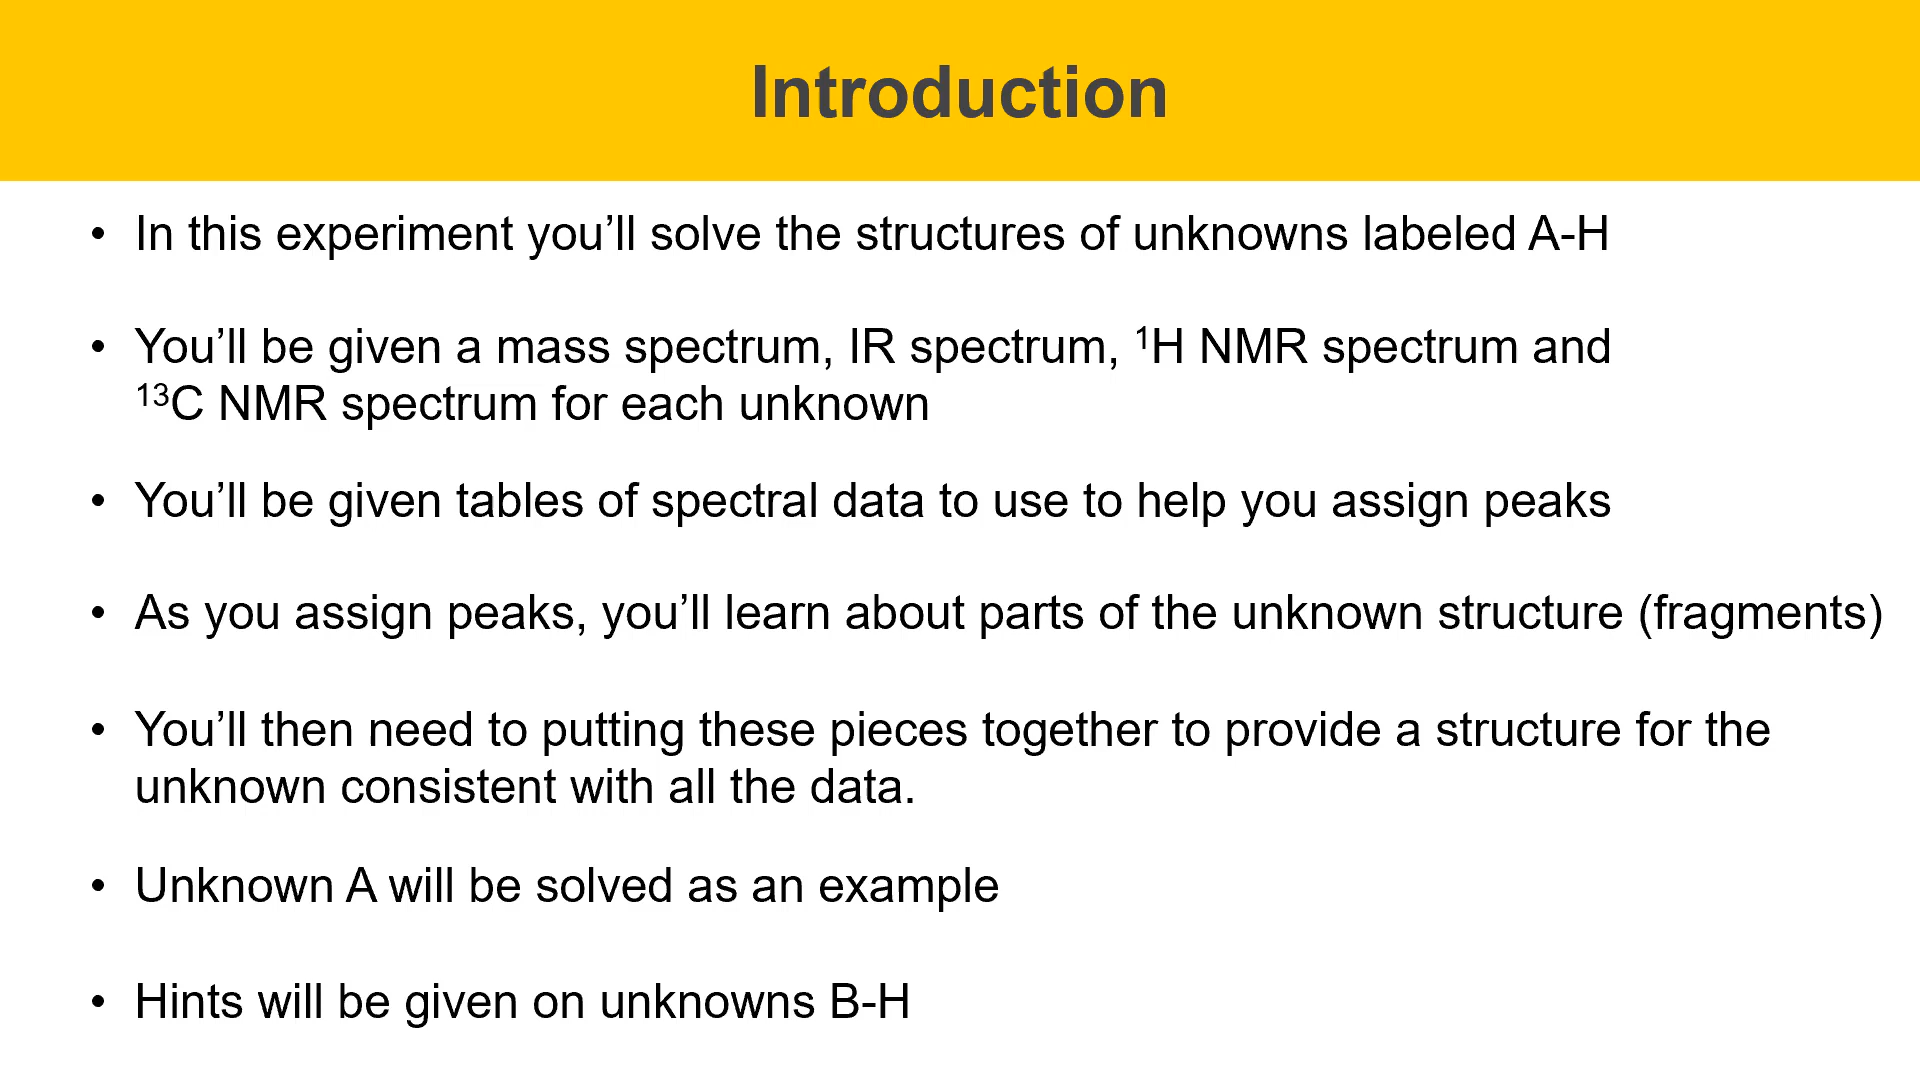 Introduction
• In this experiment you’ll solve the structures of unknowns labeled A-H
• You’ll be given a mass spectrum, IR spectrum, ¹H NMR spectrum and
¹³C NMR spectrum for each unknown
• You’ll be given tables of spectral data to use to help you assign peaks
• As you assign peaks, you’ll learn about parts of the unknown structure (fragments)
• You’ll then need to putting these pieces together to provide a structure for the
unknown consistent with all the data.
• Unknown A will be solved as an example
• Hints will be given on unknowns B-H